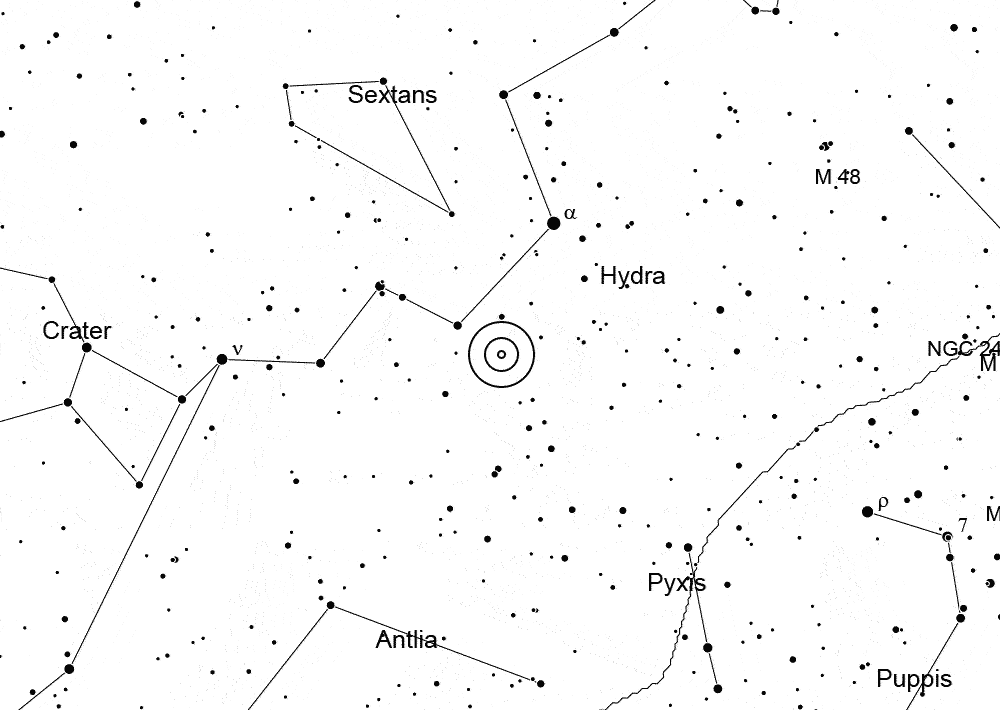 Sextans
M 48
α
Hydra
Crater
ν
NGC 24
M
ρ
M
7
Pyxis
Antlia
Puppis